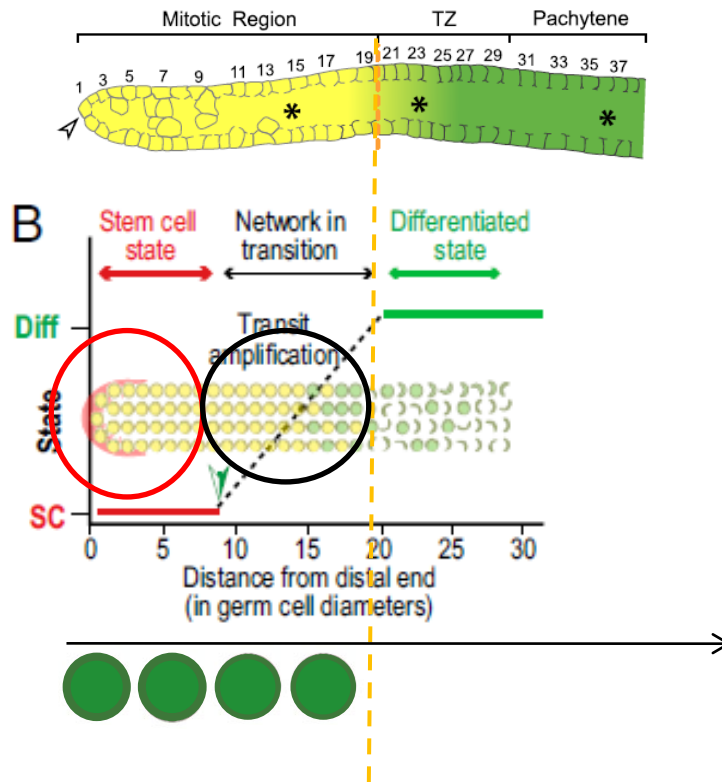 Mitotic Region TZ Pachytene
1 3 5 7 9 11 13 15 17 19 21 23 25 27 29 31 33 35 37
* * *
B
Stem cell state
Network in transition
Differentiated state
Diff
Transit amplification
State
SC
0 5 10 15 20 25 30
Distance from distal end
(in germ cell diameters)